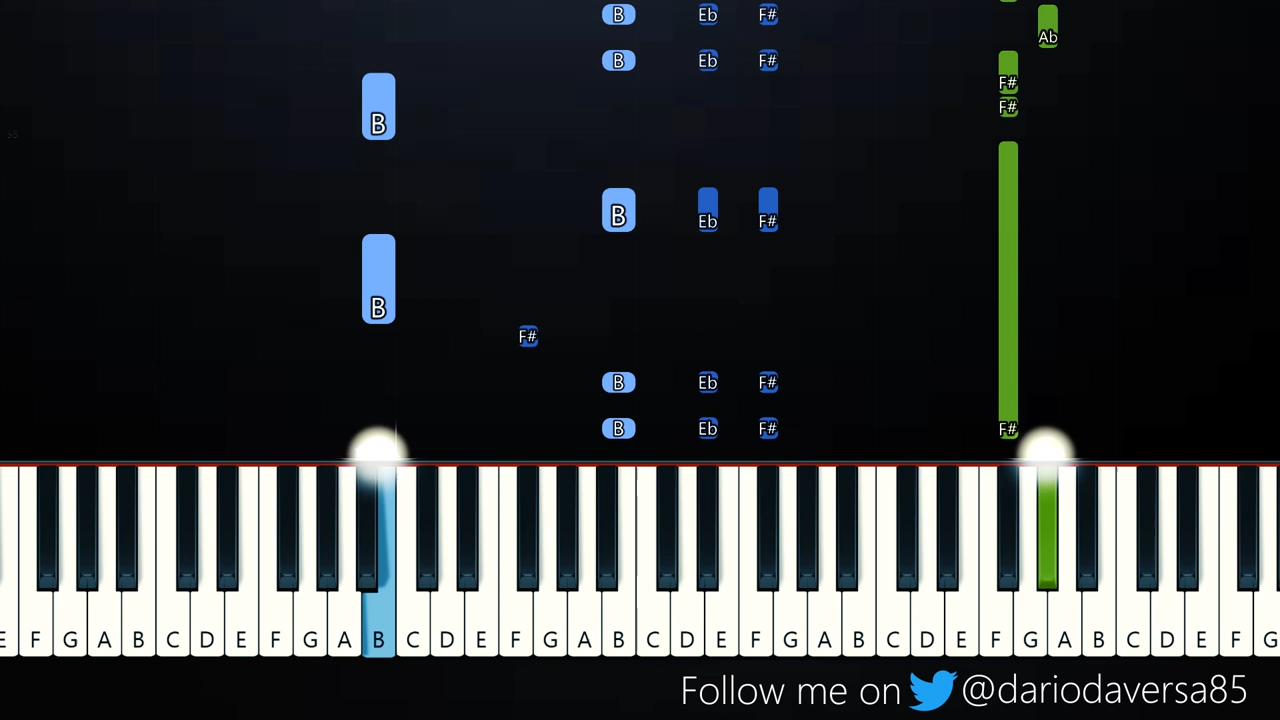 B Eb F# Ab
B Eb F# F#
B F#
B Eb F#
B
F#
B Eb F#
B Eb F# F#
E F G A B C D E F G A B C D E F G A B C D E F G A B C D E F G A B C D E F G
Follow me on @dariodaversa85